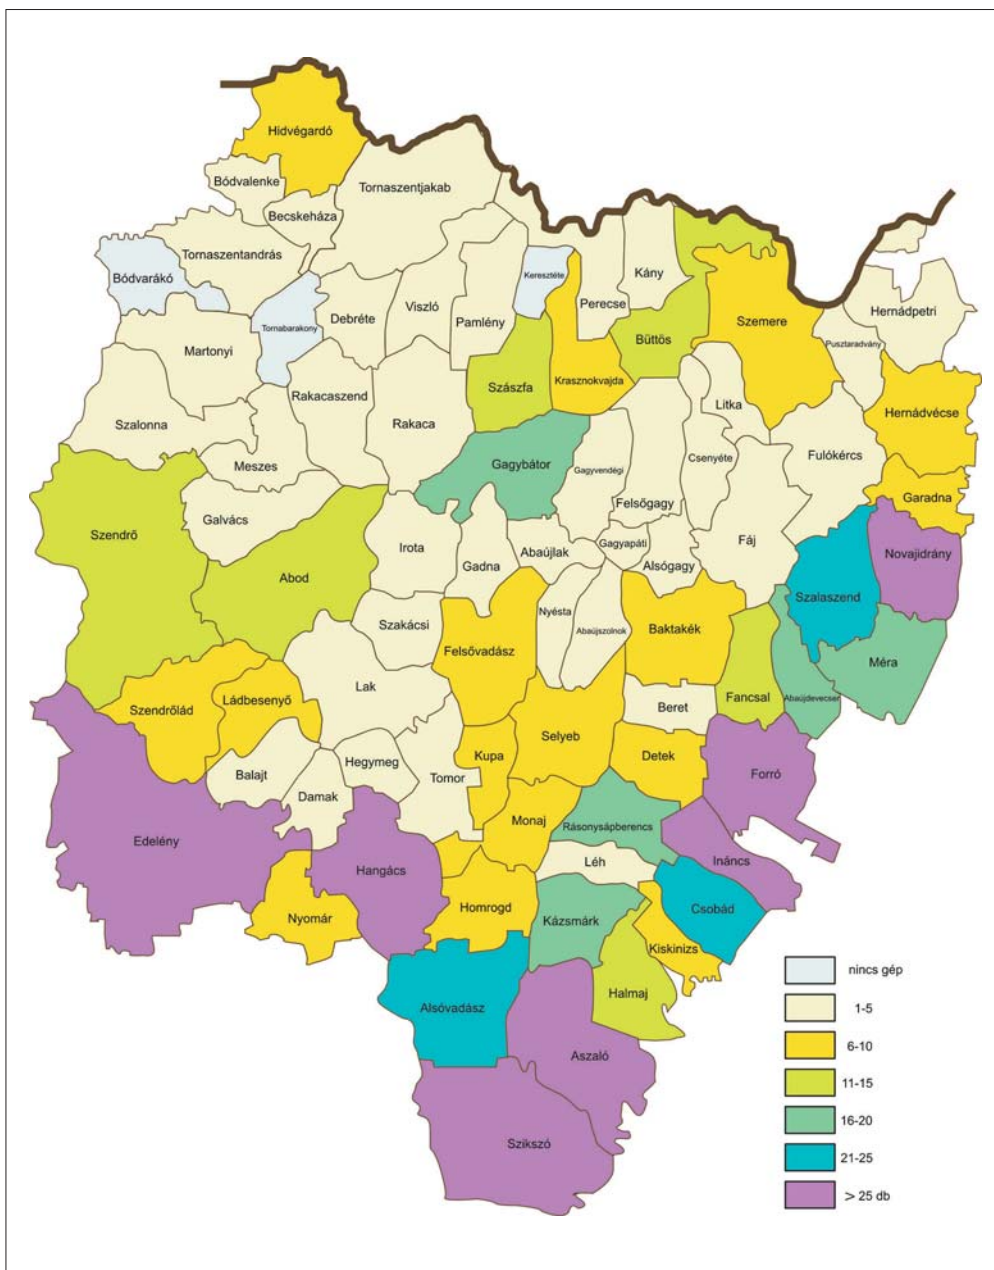 Hidvégardó
Bódvalenke
Tornaszentjakab
Becskeháza
Tornaszentandrás
Bódvarákó
Keresztéte
Kány
Perecse
Hernádpetri
Viszló
Debréte
Pamlény
Tornabarakony
Szemere
Büttös
Pusztaradvány
Martonyi
Krasznokvajda
Szászfa
Rakacaszend
Litka
Hernádvécse
Szalonna
Rakaca
Fulókércs
Csenyéte
Meszes
Gagybátor
Gagyvendégi
Felsőgagy
Garadna
Galvács
Szendrő
Gagyapáti
Fáj
Irota
Abaújlak
Novajidrány
Gadna
Alsógagy
Abod
Szalaszend
Nyésta
Abaújszolnok
Szakácsi
Baktakék
Felsővadász
Méra
Lak
Ládbesenyő
Fancsal
Abaújdevecser
Szendrőlád
Beret
Selyeb
Kupa
Detek
Hegymeg
Balajt
Tomor
Forró
Damak
Monaj
Rásonysápberencs
Edelény
Ináncs
Léh
Hangács
Homrogd
Csobád
Nyomár
Kázsmárk
Kiskinizs
Halmaj
Alsóvadász
Aszaló
Szikszó
nincs gép
1-5
6-10
11-15
16-20
21-25
> 25 db